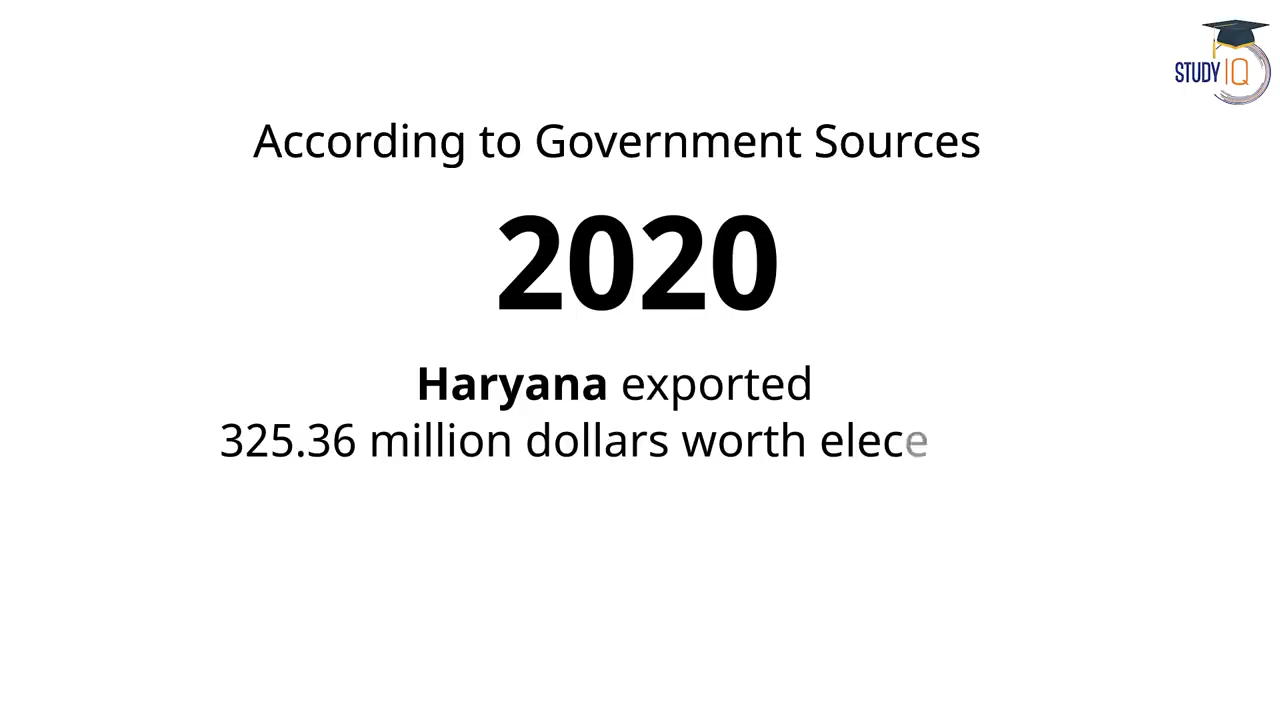 STUDY IQ
According to Government Sources
2020
Haryana exported
325.36 million dollars worth elece